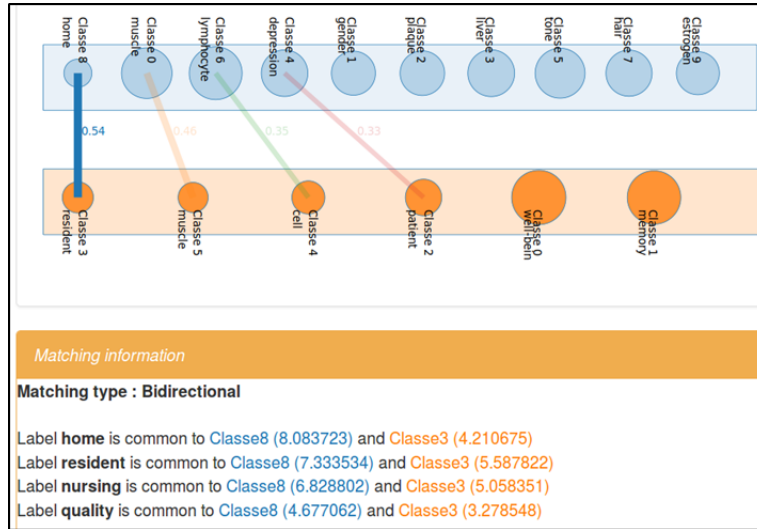 Classe 8
home
Classe 0
muscle
Classe 6
lymphocyte
Classe 4
depression
Classe 1
gender
Classe 2
plaque
Classe 3
liver
Classe 5
tone
Classe 7
hair
Classe 9
estrogen
0.54
0.46
0.35
0.33
Classe 3
resident
Classe 5
muscle
Classe 4
cell
Classe 2
patient
Classe 0
well-bein
Classe 1
memory
Matching information
Matching type : Bidirectional
Label home is common to Classe8 (8.083723) and Classe3 (4.210675)
Label resident is common to Classe8 (7.333534) and Classe3 (5.587822)
Label nursing is common to Classe8 (6.828802) and Classe3 (5.058351)
Label quality is common to Classe8 (4.677062) and Classe3 (3.278548)